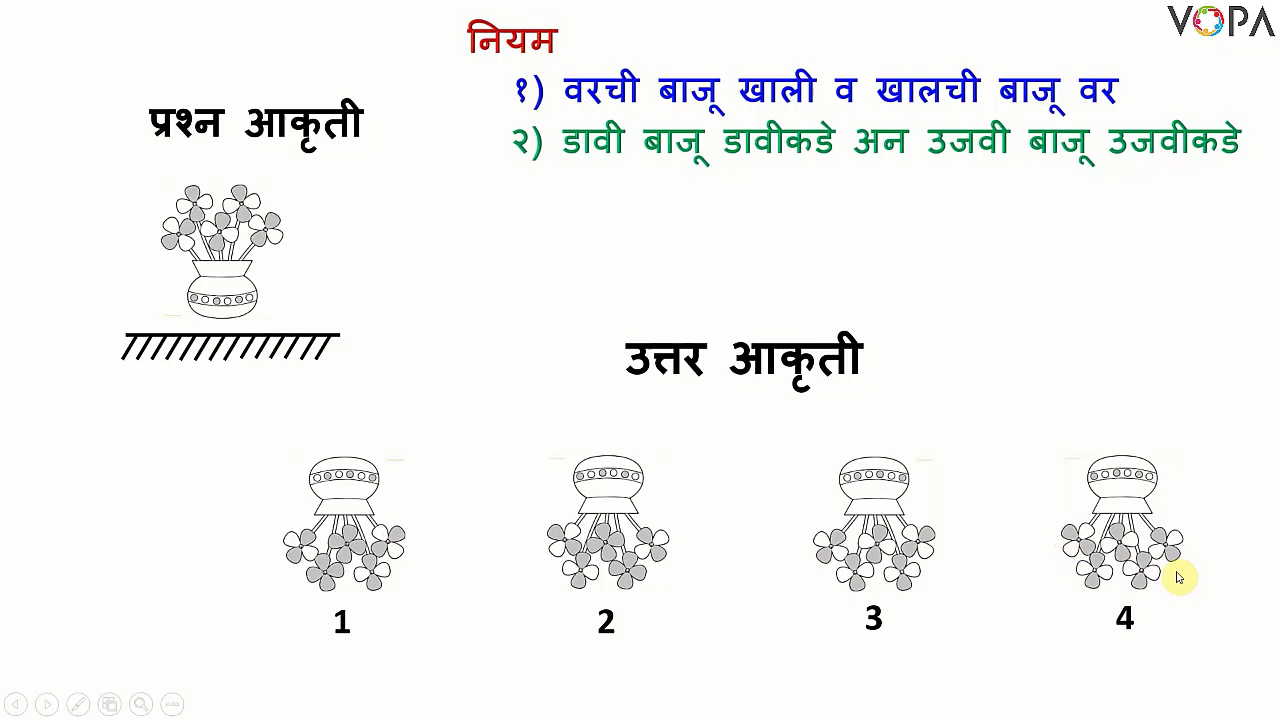 VOPA
नियम
१) वरची बाजू खाली व खालची बाजू वर
२) डावी बाजू डावीकडे अन उजवी बाजू उजवीकडे
प्रश्न आकृती
उत्तर आकृती
1 2 3 4